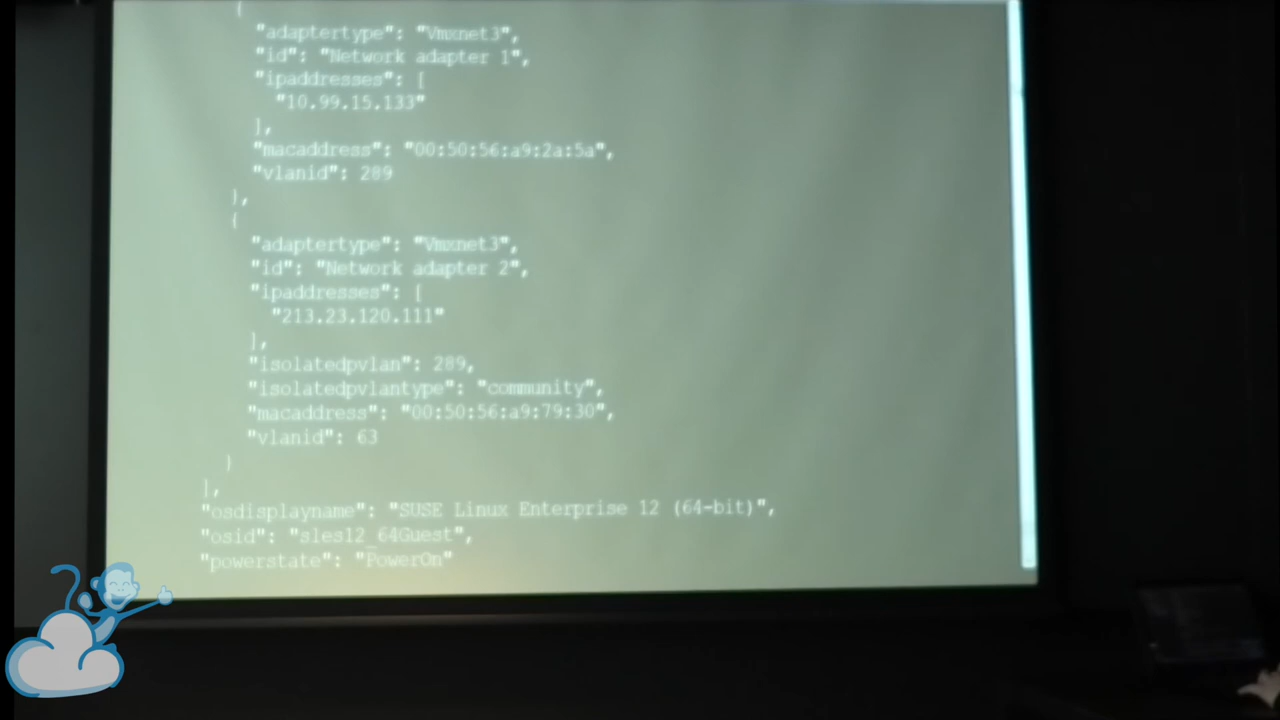 {
"adaptertype": "Vmxnet3",
"id": "Network adapter 1",
"ipaddresses": [
"10.99.15.133"
],
"macaddress": "00:50:56:a9:2a:5a",
"vlanid": 289
},
{
"adaptertype": "Vmxnet3",
"id": "Network adapter 2",
"ipaddresses": [
"213.23.120.111"
],
"isolatedpvlan": 289,
"isolatedpvlantype": "community",
"macaddress": "00:50:56:a9:79:30",
"vlanid": 63
}
],
"osdisplayname": "SUSE Linux Enterprise 12 (64-bit)",
"osid": "sles12_64Guest",
"powerstate": "PowerOn"